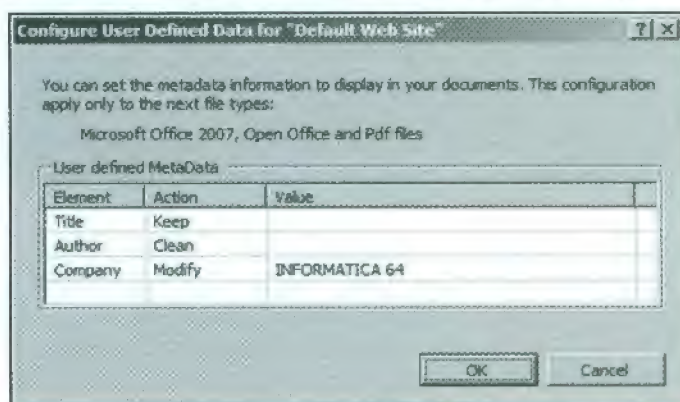 Configure User Defined Data for "Default Web Site"
You can set the metadata information to display in your documents. This configuration
apply only to the next file types:
Microsoft Office 2007, Open Office and Pdf files
User defined MetaData
Element Action Value
Title Keep
Author Clean
Company Modify INFORMATICA 64
OK Cancel